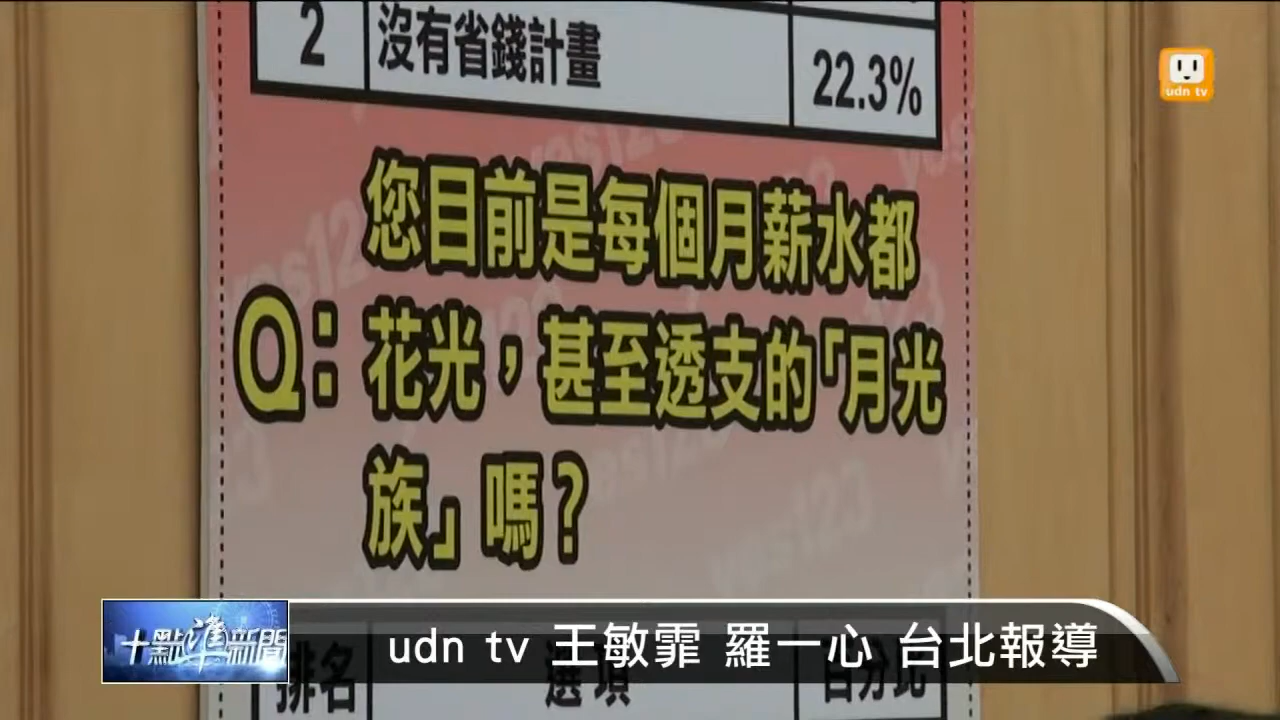 2 沒有省錢計畫 22.3%
udn tv
您目前是每個月薪水都
Q：花光，甚至透支的「月光
族」嗎？
十點準新聞
udn tv 王敏霏 羅一心 台北報導
排名 選項 百分比
yes123